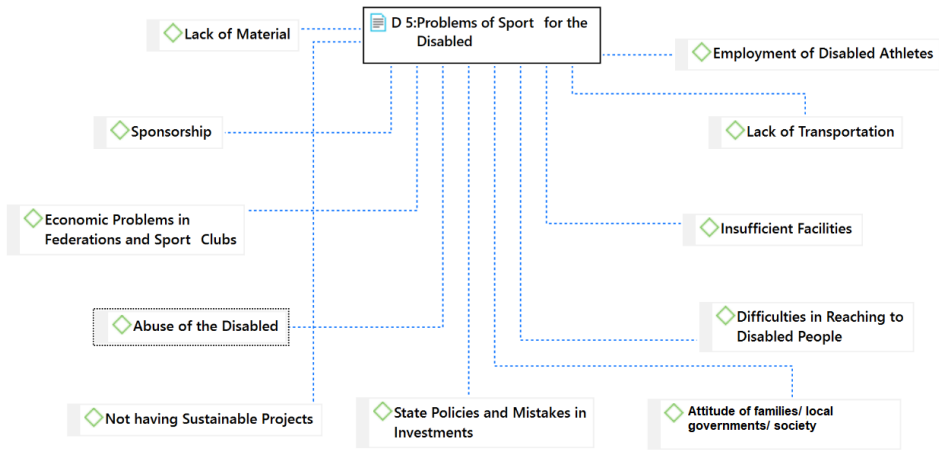 D 5:Problems of Sport for the
Disabled
Lack of Material
Employment of Disabled Athletes
Sponsorship
Lack of Transportation
Economic Problems in
Federations and Sport Clubs
Insufficient Facilities
Abuse of the Disabled
Difficulties in Reaching to
Disabled People
Not having Sustainable Projects
State Policies and Mistakes in
Investments
Attitude of families/ local
governments/ society